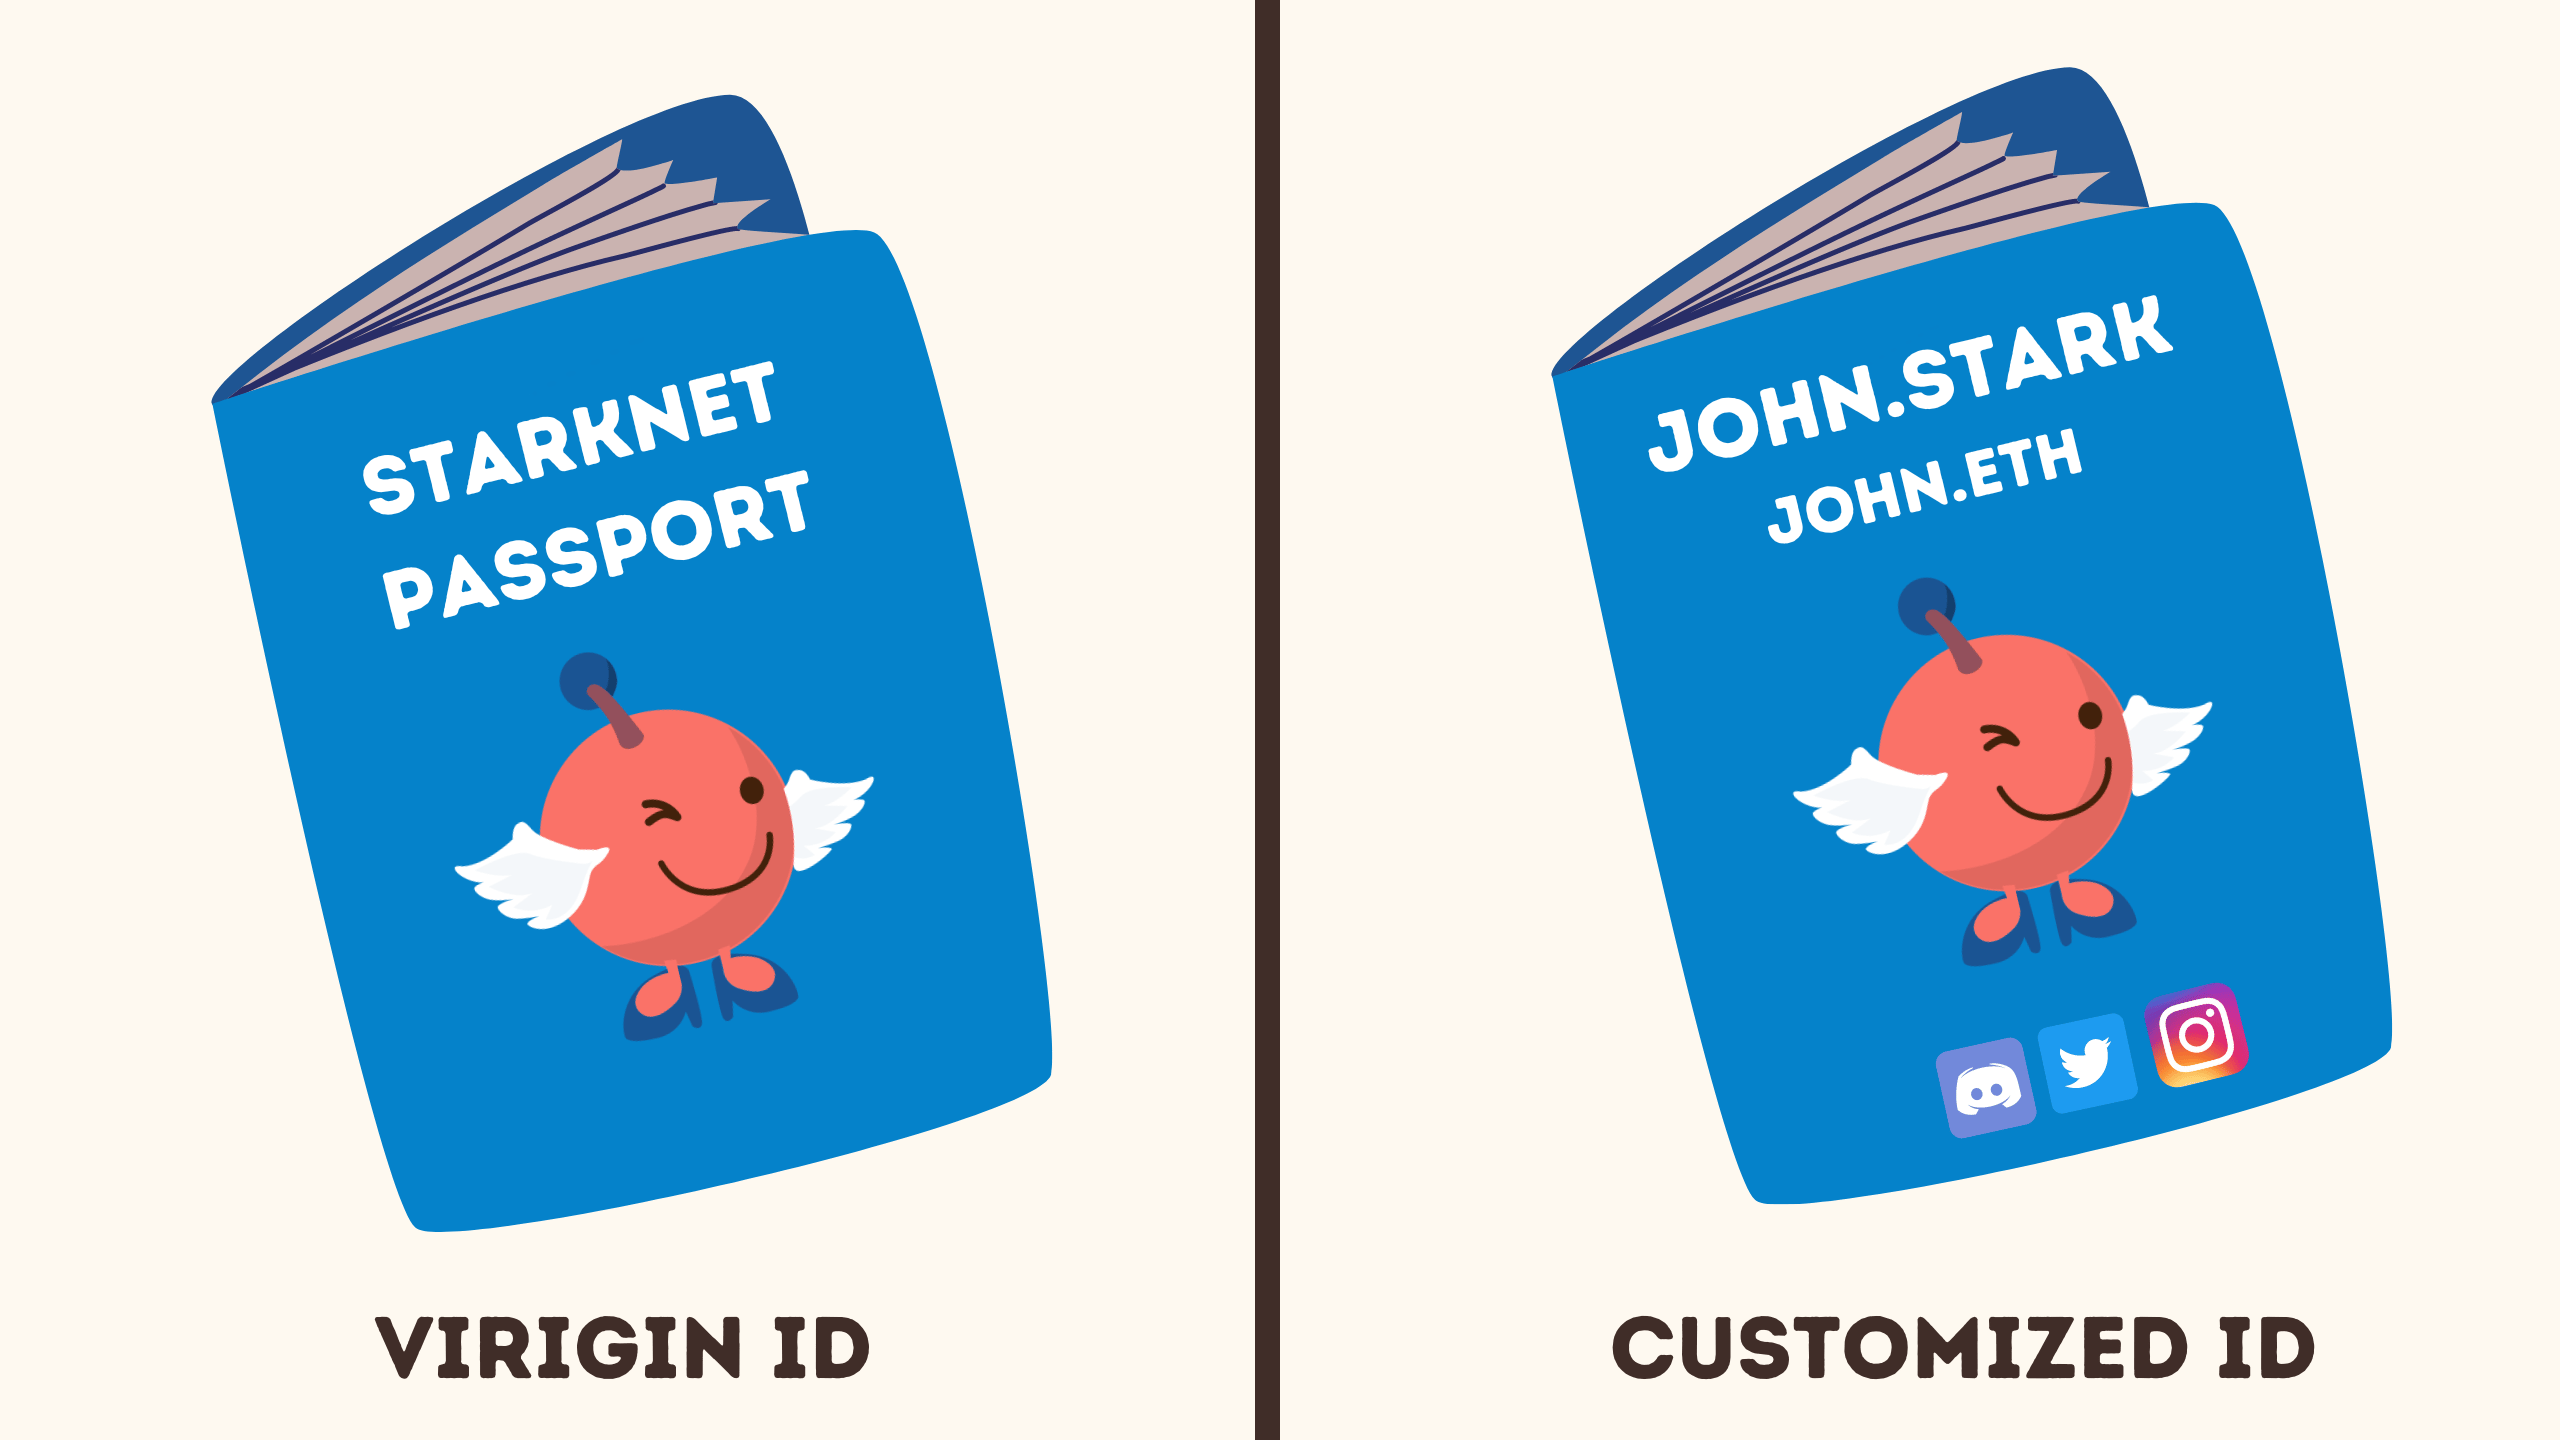 STARKNET
PASSPORT
VIRIGIN ID
JOHN.STARK
JOHN.ETH
CUSTOMIZED ID